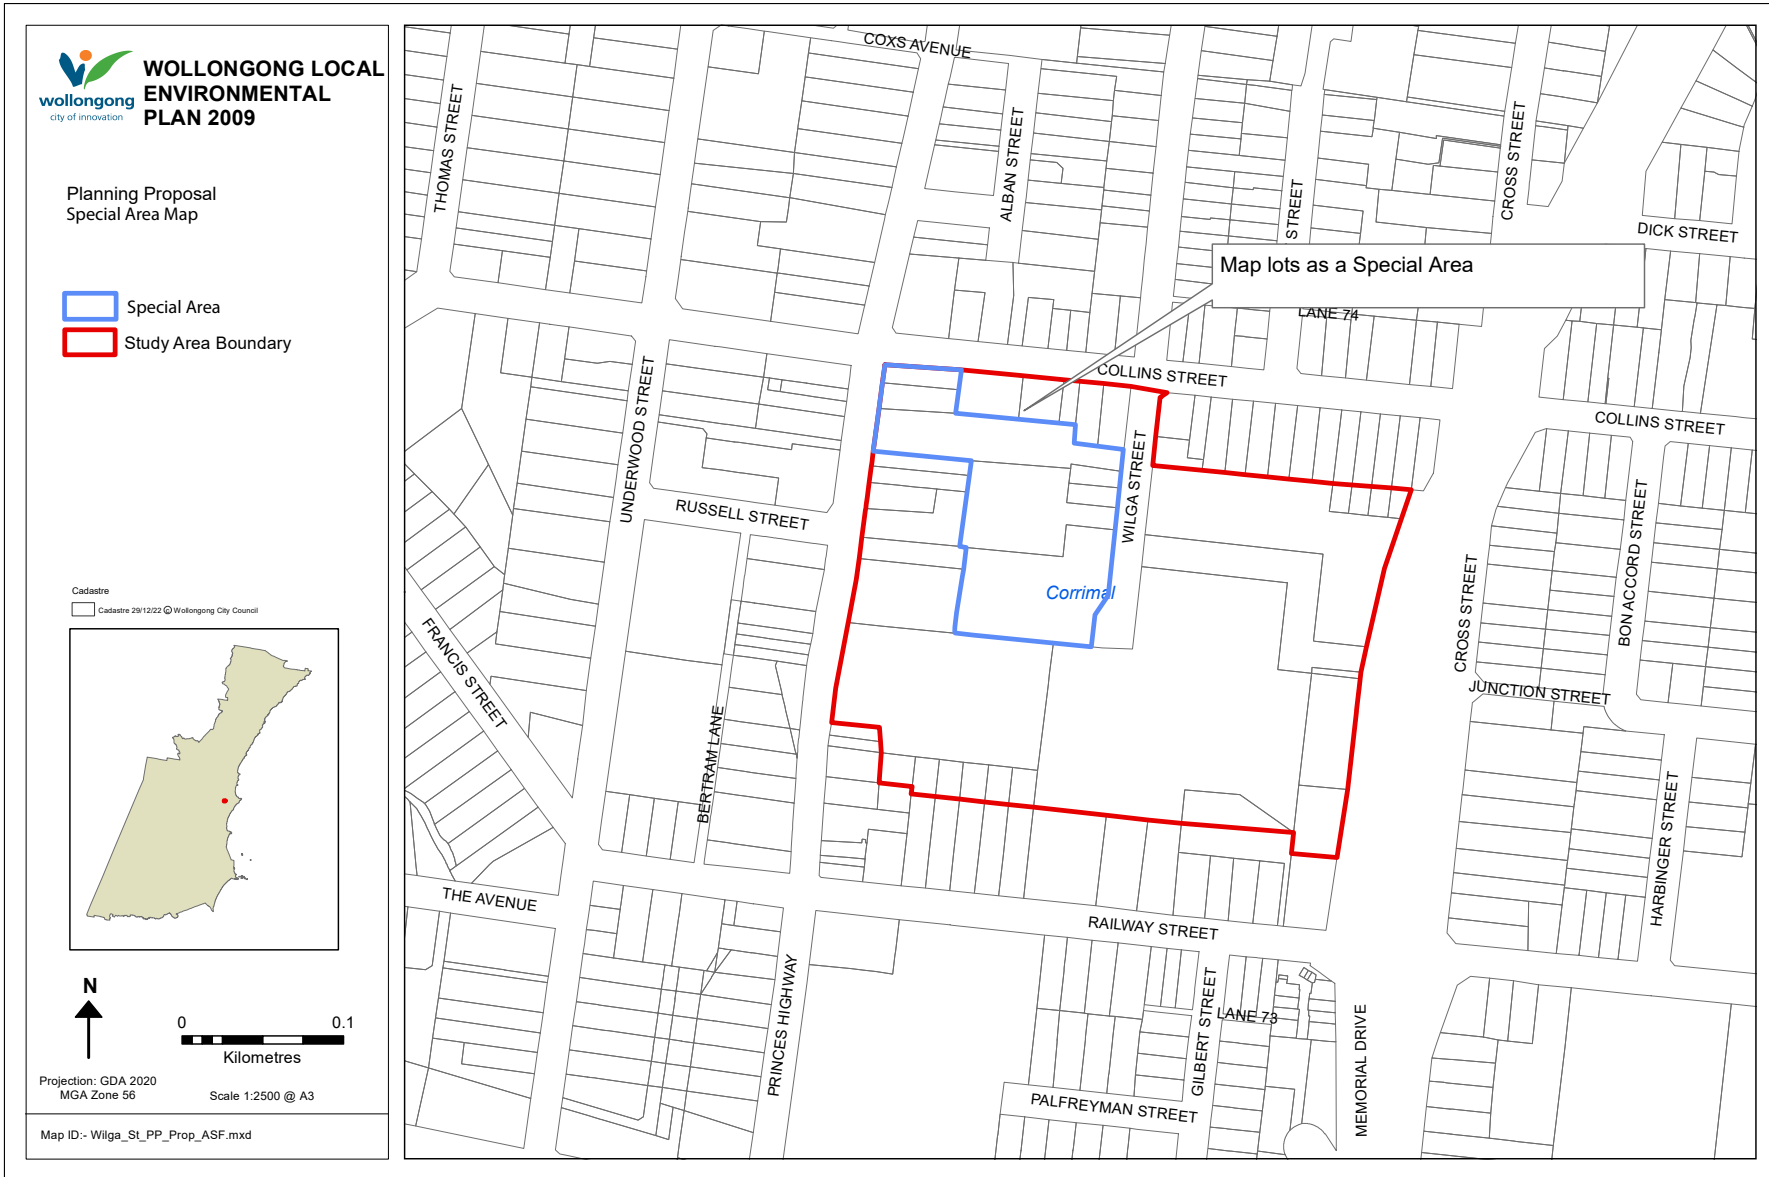 wollongong
city of innovation
WOLLONGONG LOCAL
ENVIRONMENTAL
PLAN 2009
Planning Proposal
Special Area Map
Special Area
Study Area Boundary
Cadastre
Cadastre 29/12/22 © Wollongong City Council
N
0 0.1
Kilometres
Projection: GDA 2020
MGA Zone 56
Scale 1:2500 @ A3
Map ID:- Wilga_St_PP_Prop_ASF.mxd
COXS AVENUE
THOMAS STREET
ALBAN STREET
STREET
CROSS STREET
DICK STREET
Map lots as a Special Area
LANE 74
COLLINS STREET
COLLINS STREET
UNDERWOOD STREET
RUSSELL STREET
WILGA STREET
Corrimal
CROSS STREET
BON ACCORD STREET
JUNCTION STREET
FRANCIS STREET
BERTRAM LANE
HARBINGER STREET
THE AVENUE
RAILWAY STREET
PRINCES HIGHWAY
GILBERT STREET
LANE 73
MEMORIAL DRIVE
PALFREYMAN STREET